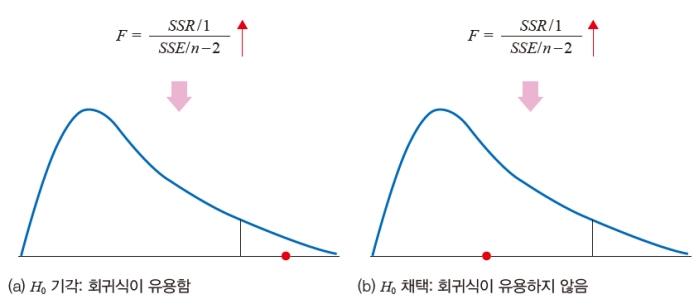 F = SSR/1 / SSE/n−2
F = SSR/1 / SSE/n−2
(a) H₀ 기각: 회귀식이 유용함
(b) H₀ 채택: 회귀식이 유용하지 않음